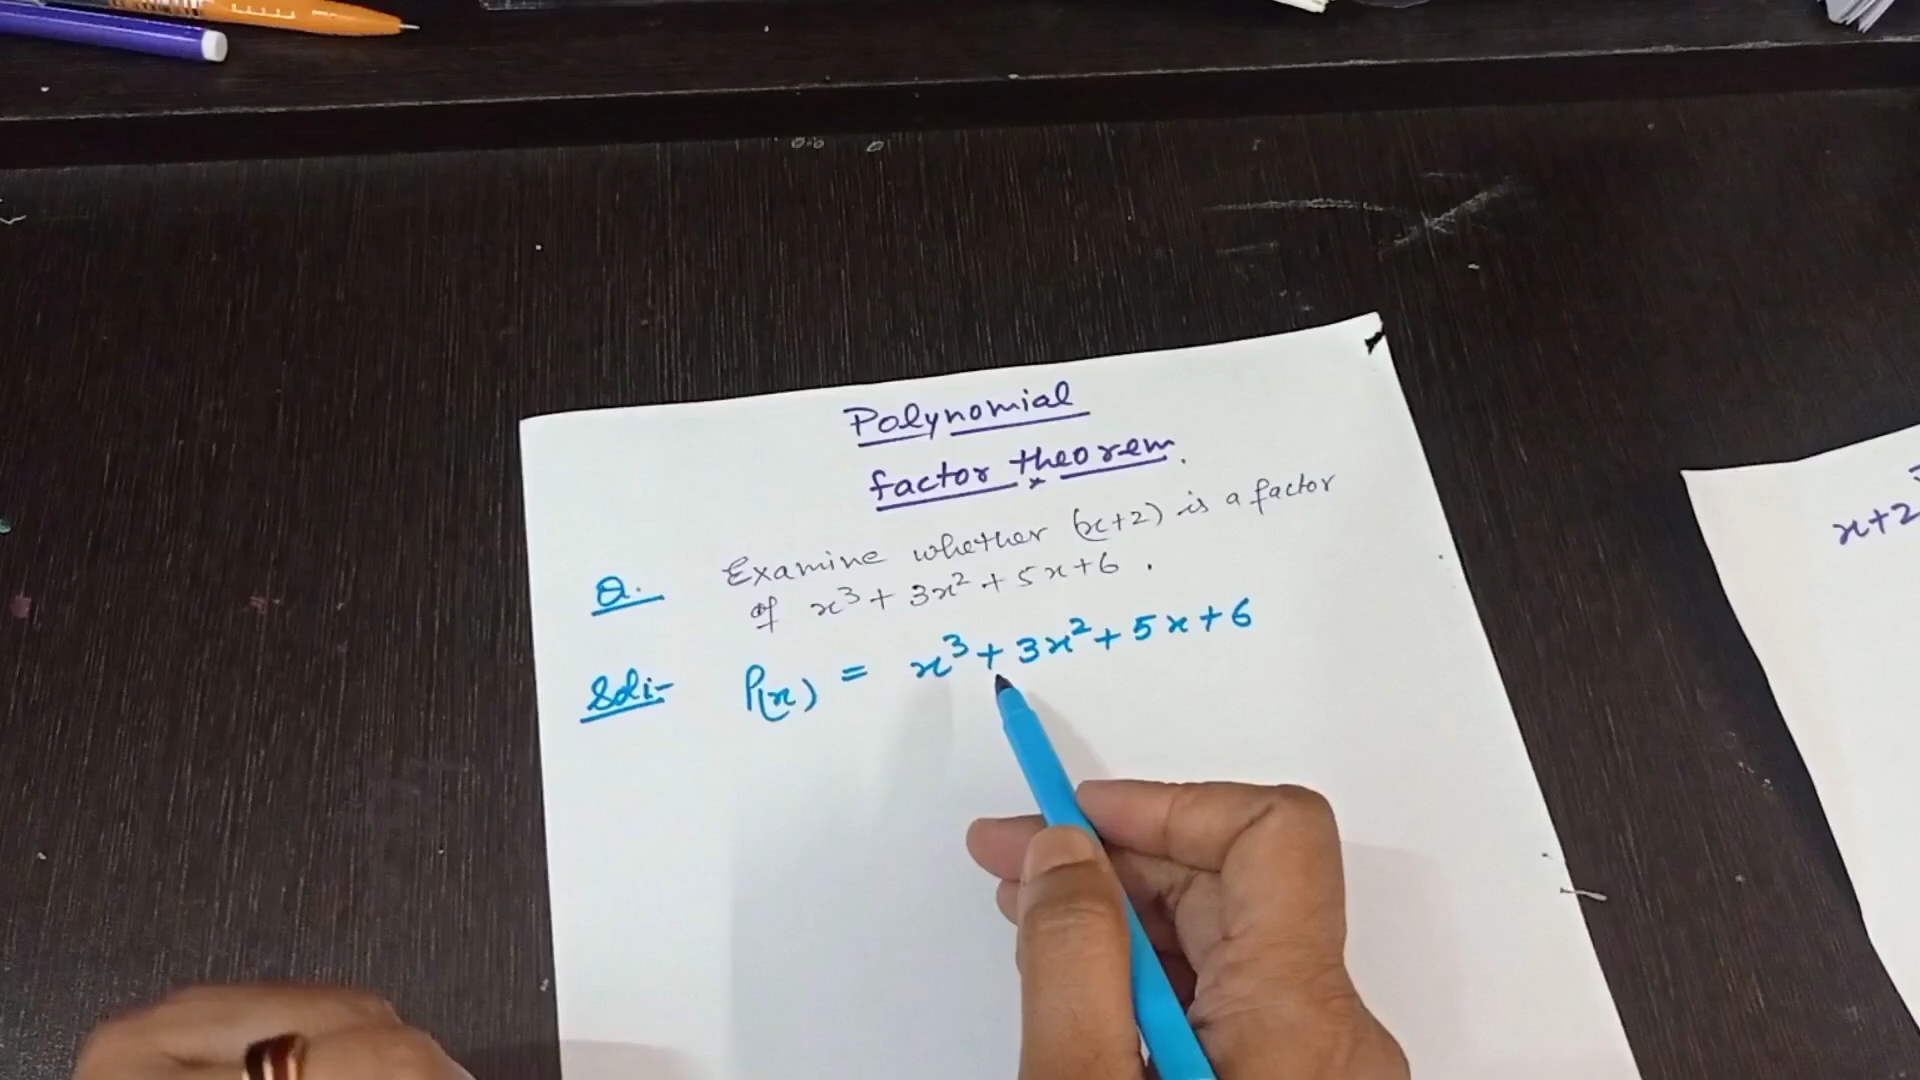 Polynomial
factor theorem.
Q. Examine whether (x+2) is a factor
of x³ + 3x² + 5x+6 .
Sol:- P(x) = x³ + 3x² + 5x + 6
x+2